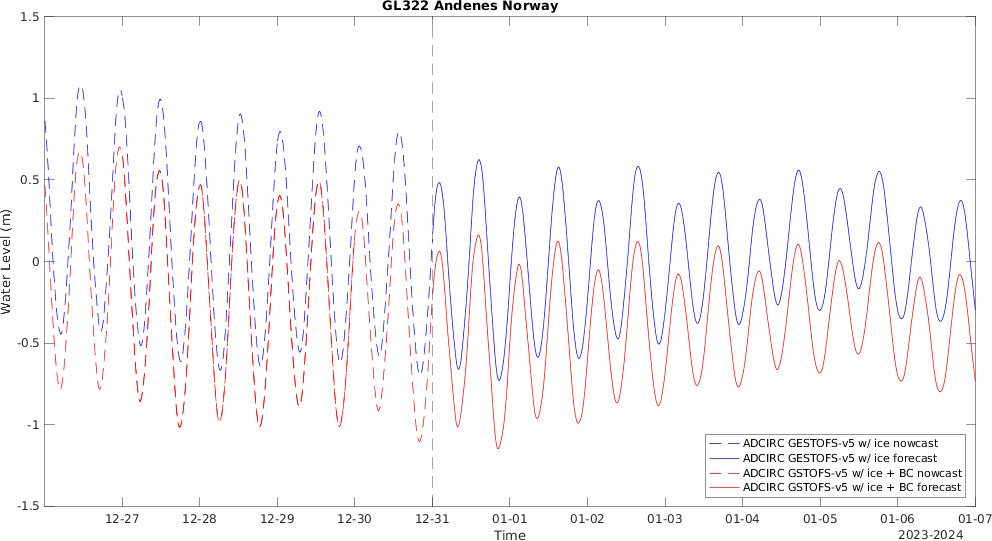 GL322 Andenes Norway
1.5
1
0.5
0
-0.5
-1
-1.5
Water Level (m)
12-27 12-28 12-29 12-30 12-31 01-01 01-02 01-03 01-04 01-05 01-06 01-07
Time
2023-2024
ADCIRC GESTOFS-v5 w/ ice nowcast
ADCIRC GESTOFS-v5 w/ ice forecast
ADCIRC GSTOFS-v5 w/ ice + BC nowcast
ADCIRC GSTOFS-v5 w/ ice + BC forecast